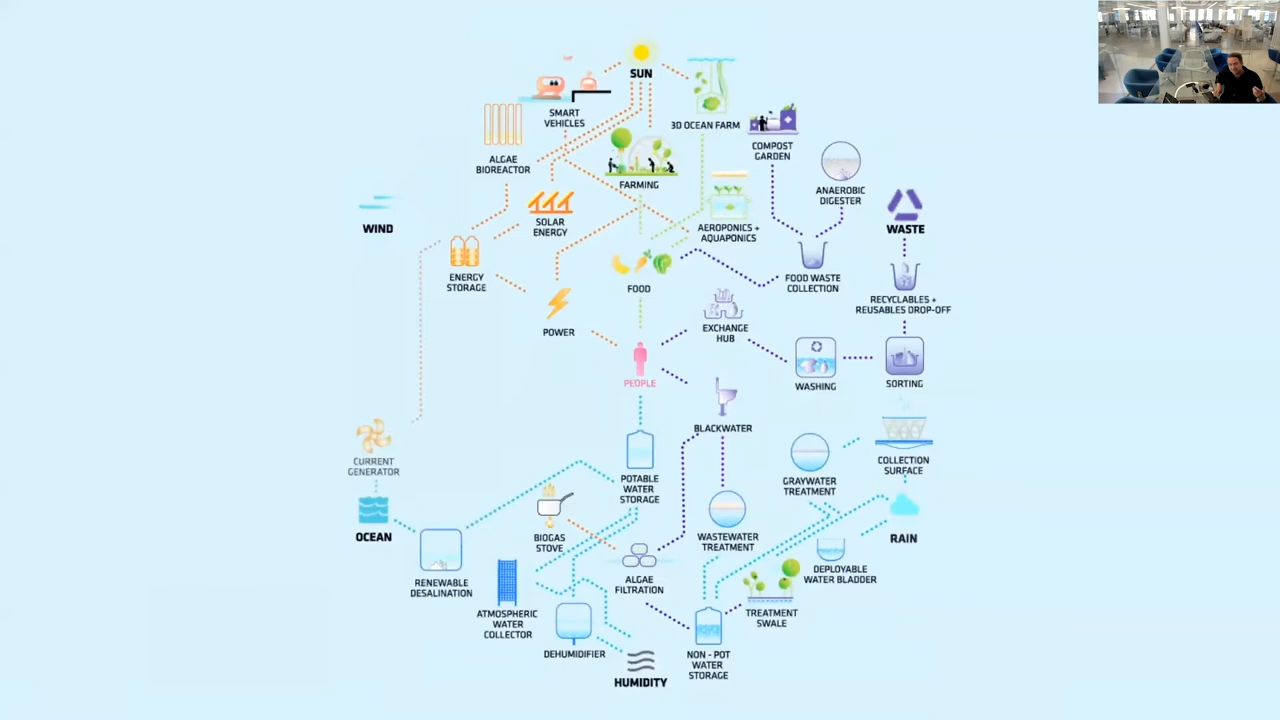 SUN
SMART
VEHICLES
3D OCEAN FARM
COMPOST
GARDEN
ALGAE
BIOREACTOR
FARMING
ANAEROBIC
DIGESTER
WIND
SOLAR
ENERGY
AEROPONICS +
AQUAPONICS
WASTE
ENERGY
STORAGE
FOOD
FOOD WASTE
COLLECTION
RECYCLABLES +
REUSABLES DROP-OFF
POWER
EXCHANGE
HUB
PEOPLE
WASHING
SORTING
BLACKWATER
CURRENT
GENERATOR
POTABLE
WATER
STORAGE
GRAYWATER
TREATMENT
COLLECTION
SURFACE
OCEAN
BIOGAS
STOVE
WASTEWATER
TREATMENT
RAIN
RENEWABLE
DESALINATION
ALGAE
FILTRATION
DEPLOYABLE
WATER BLADDER
ATMOSPHERIC
WATER
COLLECTOR
TREATMENT
SWALE
DEHUMIDIFIER
HUMIDITY
NON - POT
WATER
STORAGE